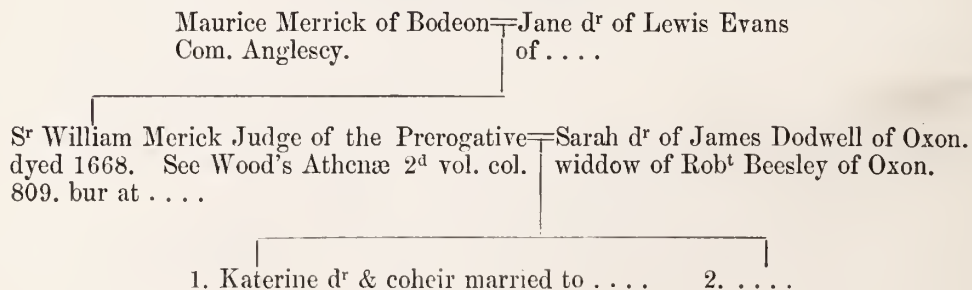 Maurice Merrick of Bodeon=Jane dʳ of Lewis Evans
Com. Anglesey. of . . . .
Sʳ William Merick Judge of the Prerogative=Sarah dʳ of James Dodwell of Oxon.
dyed 1668. See Wood's Athenæ 2ᵈ vol. col. widdow of Robᵗ Beesley of Oxon.
809. bur at . . . .
1. Katerine dʳ & coheir married to . . . . 2. . . . .